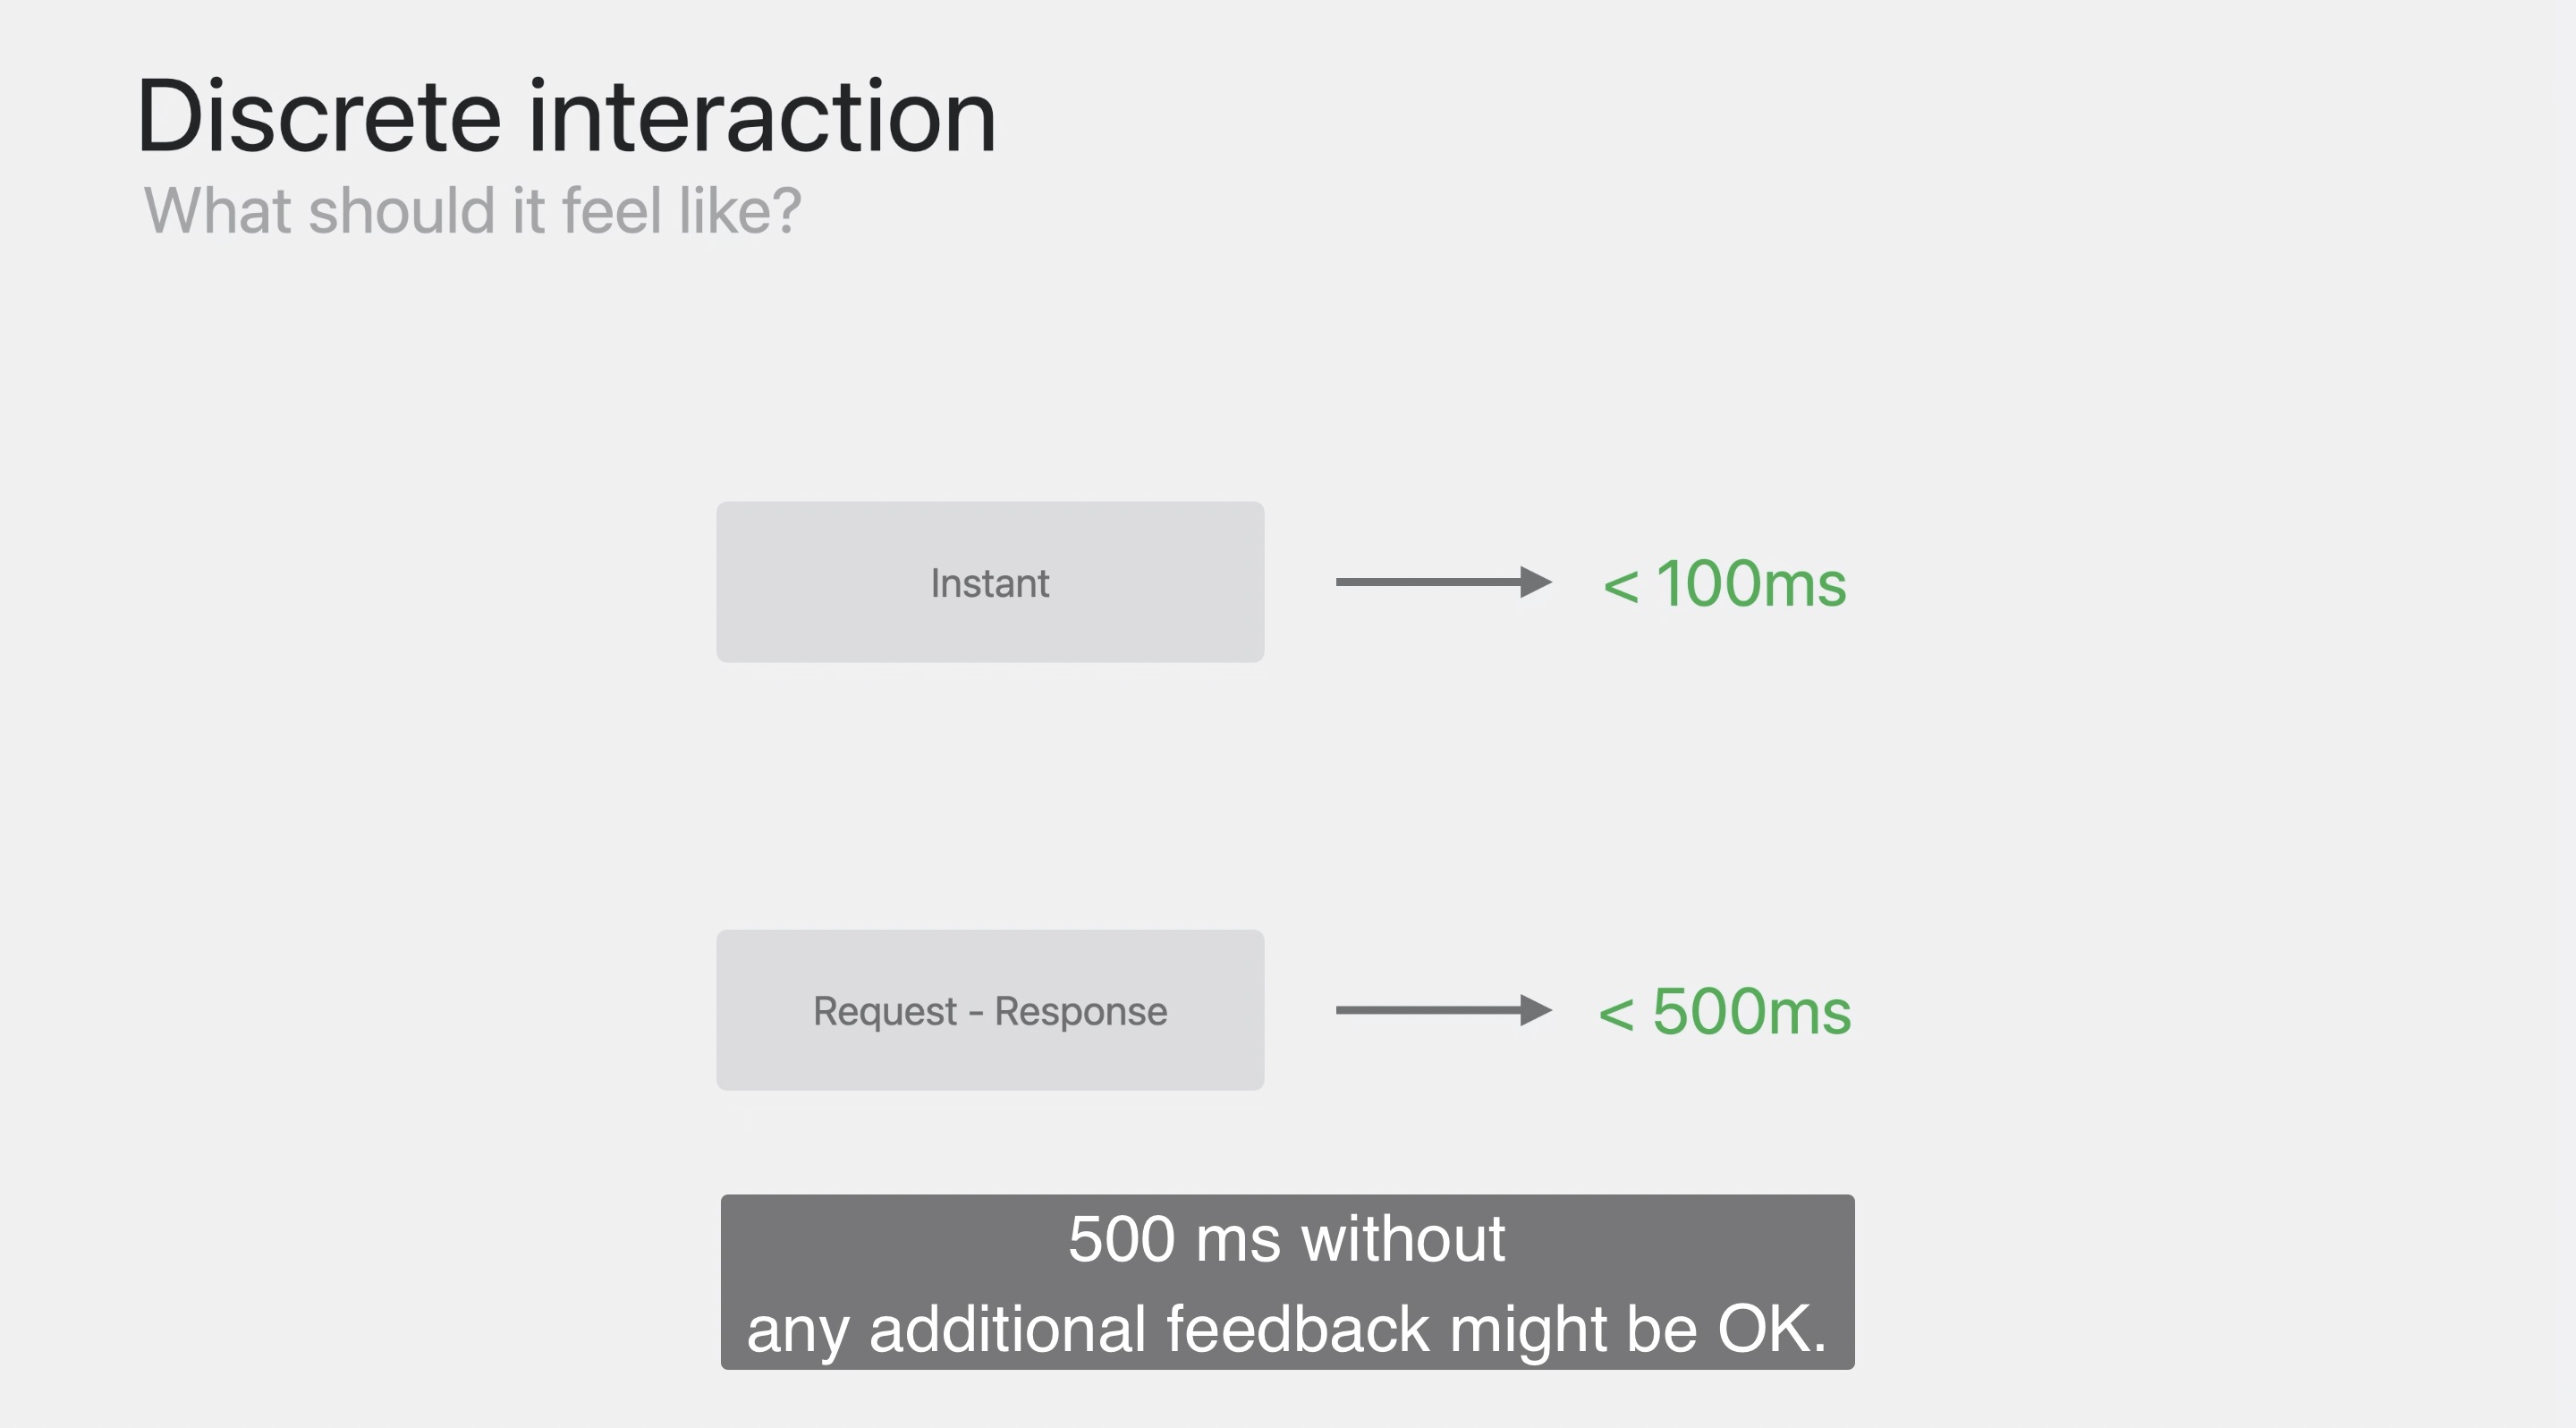 Discrete interaction
What should it feel like?
Instant
< 100ms
Request - Response
< 500ms
500 ms without
any additional feedback might be OK.